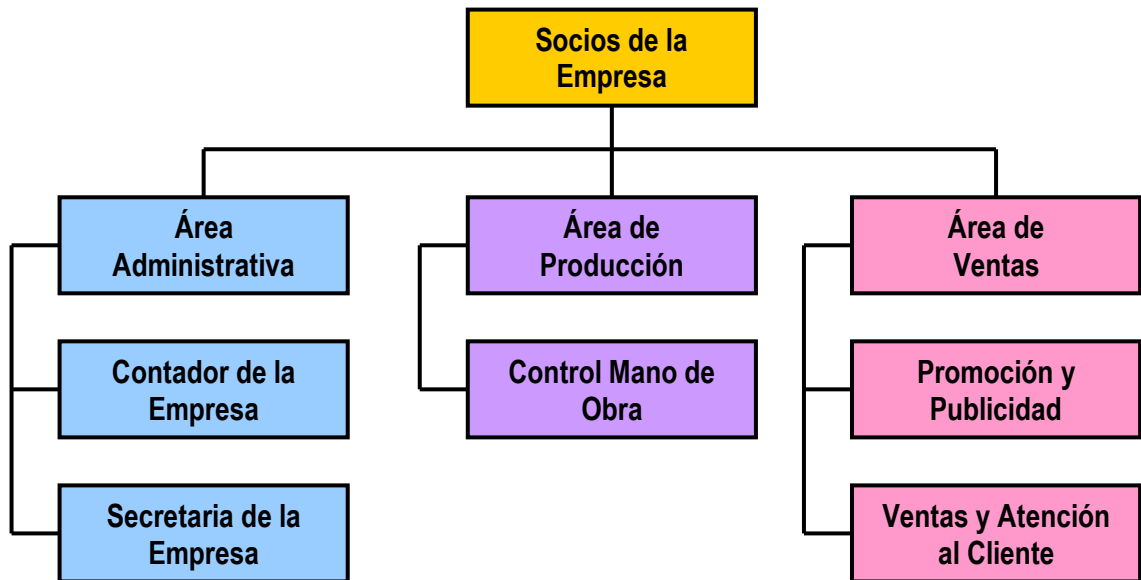 Socios de la
Empresa
Área
Administrativa
Área de
Producción
Área de
Ventas
Contador de la
Empresa
Control Mano de
Obra
Promoción y
Publicidad
Secretaria de la
Empresa
Ventas y Atención
al Cliente